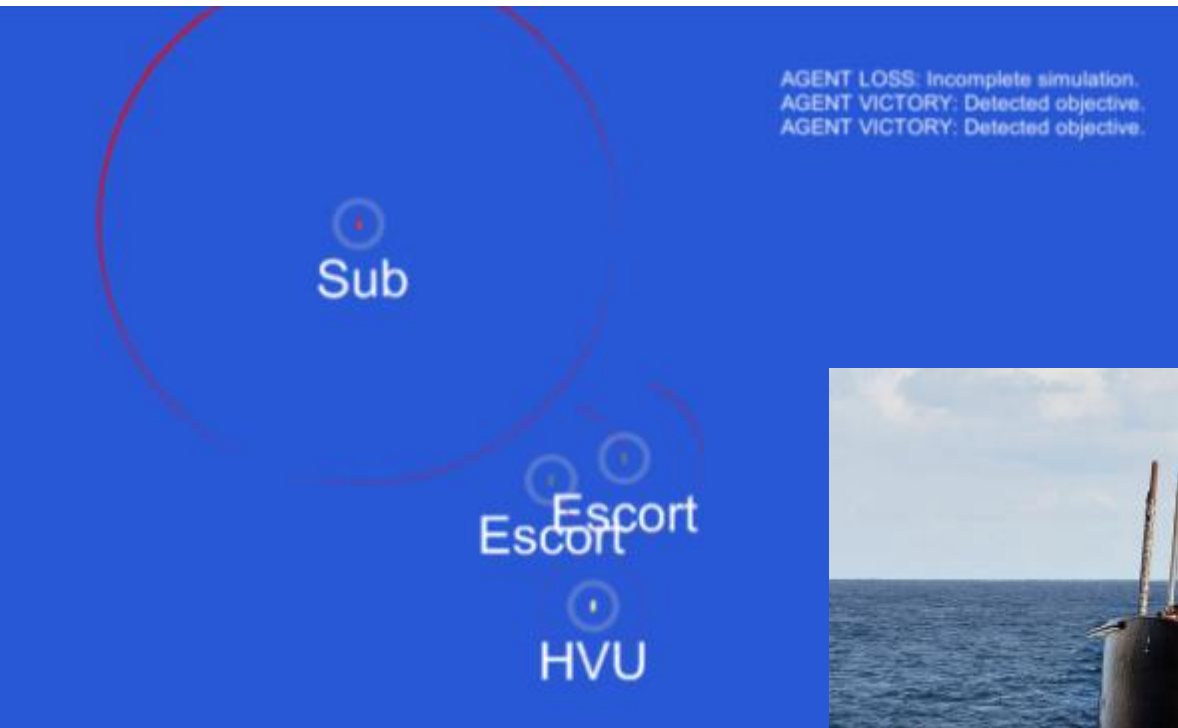 AGENT LOSS: Incomplete simulation.
AGENT VICTORY: Detected objective.
AGENT VICTORY: Detected objective.
Sub
Escort
Escort
HVU